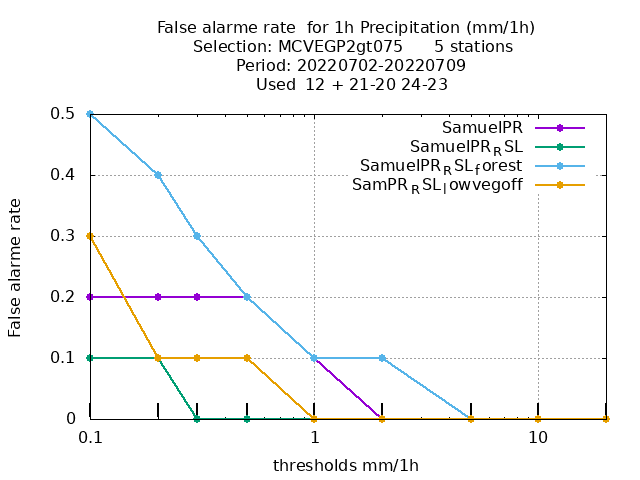 False alarme rate  for 1h Precipitation (mm/1h)
Selection: MCVEGP2gt075      5 stations
Period: 20220702-20220709
Used  12 + 21-20 24-23
SamuelPR
SamuelPR_RSL
SamuelPR_RSL_forest
SamPR_RSL_lowvegoff
False alarme rate
0.5
0.4
0.3
0.2
0.1
0
0.1
1
10
thresholds mm/1h